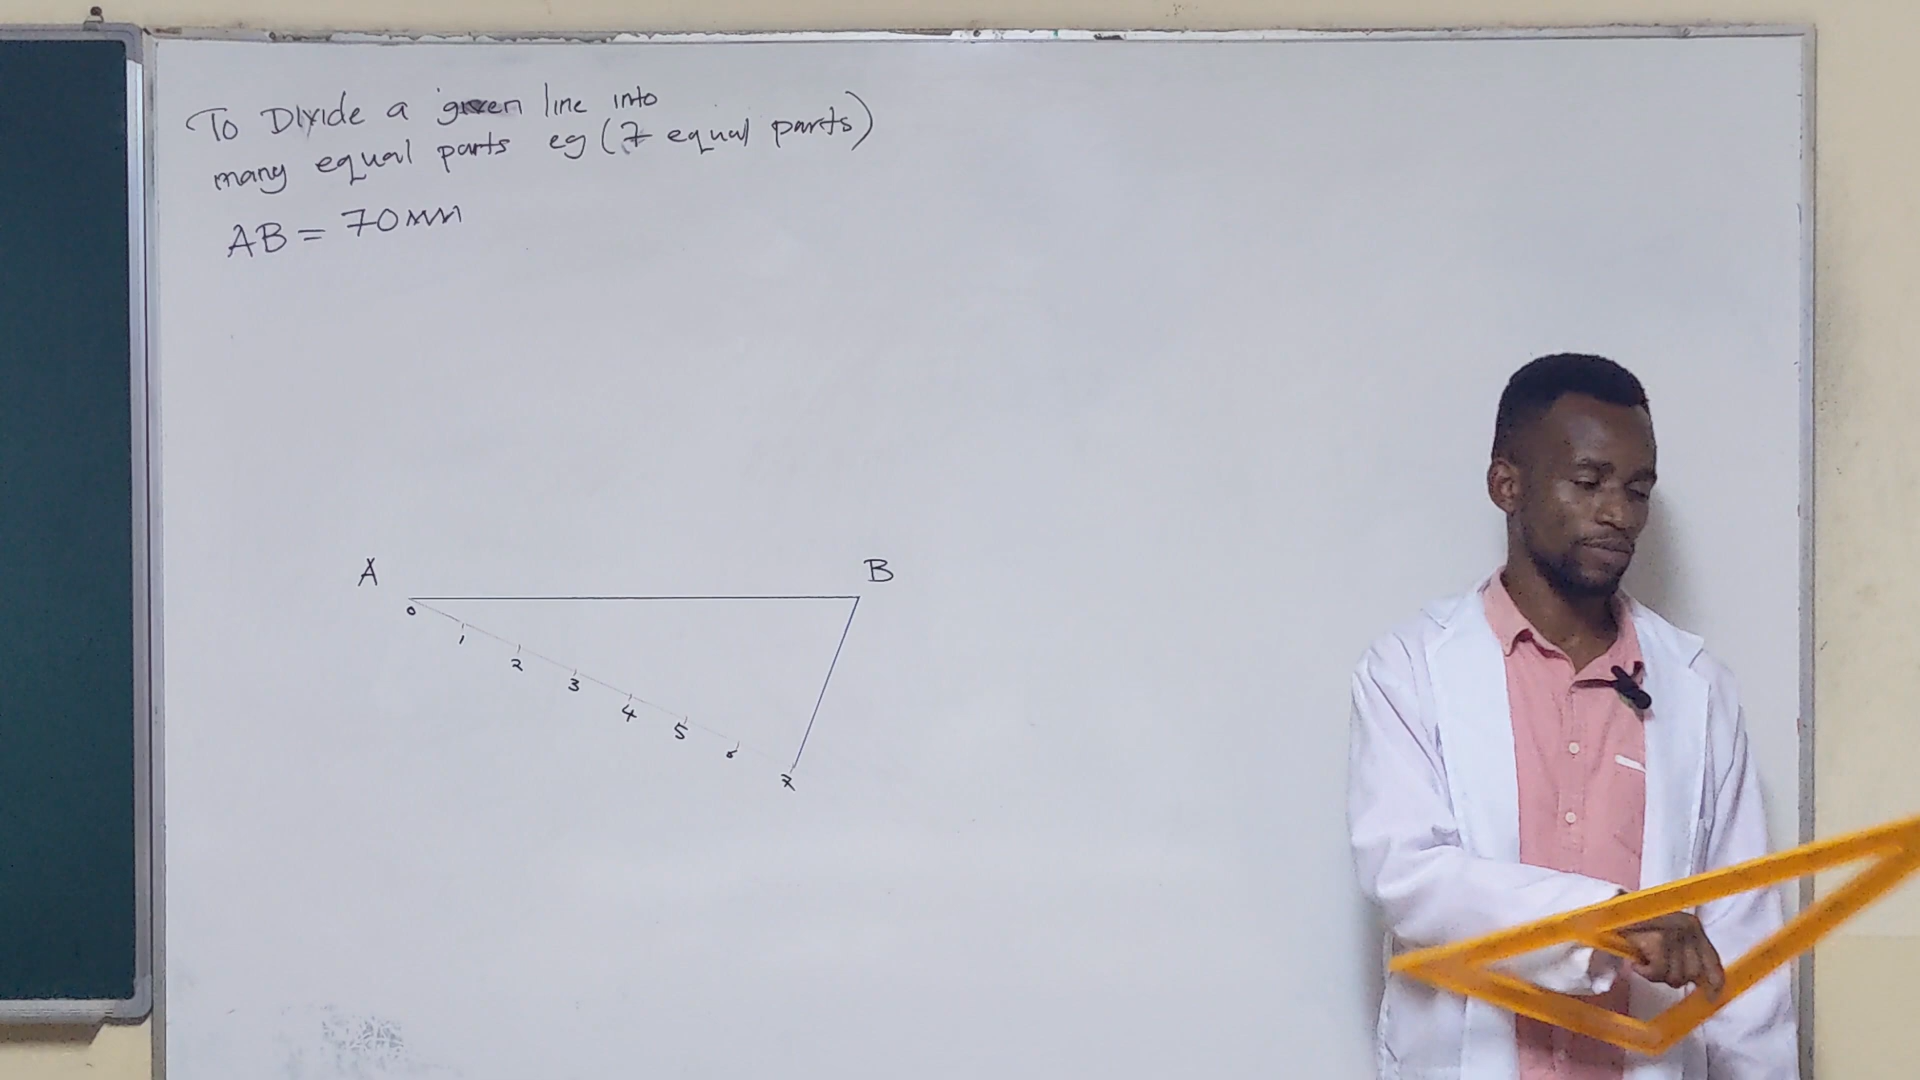 To Divide a given line into
many equal parts eg (7 equal parts)
AB = 70mm
A
B
0
1
2
3
4
5
6
7